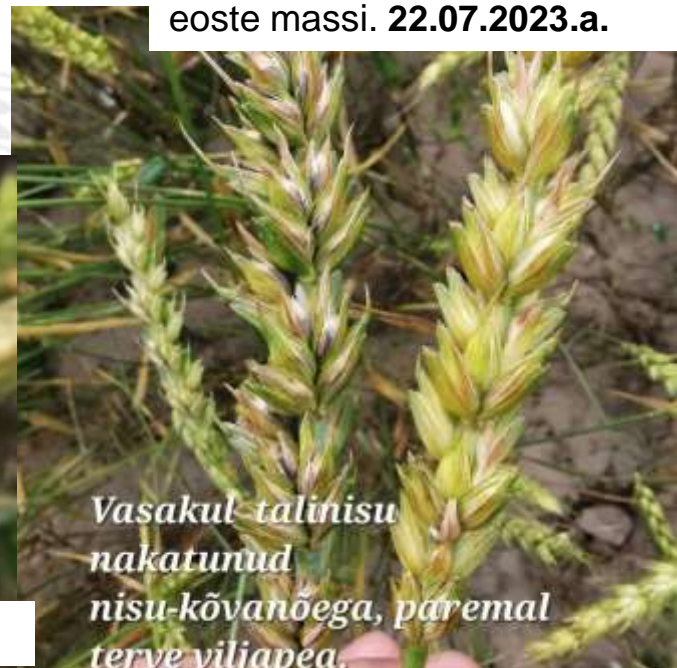 eoste massi. 22.07.2023.a.
Vasakul talinisu
nakatunud
nisu-kõvanõega, paremal
terve viljapea.